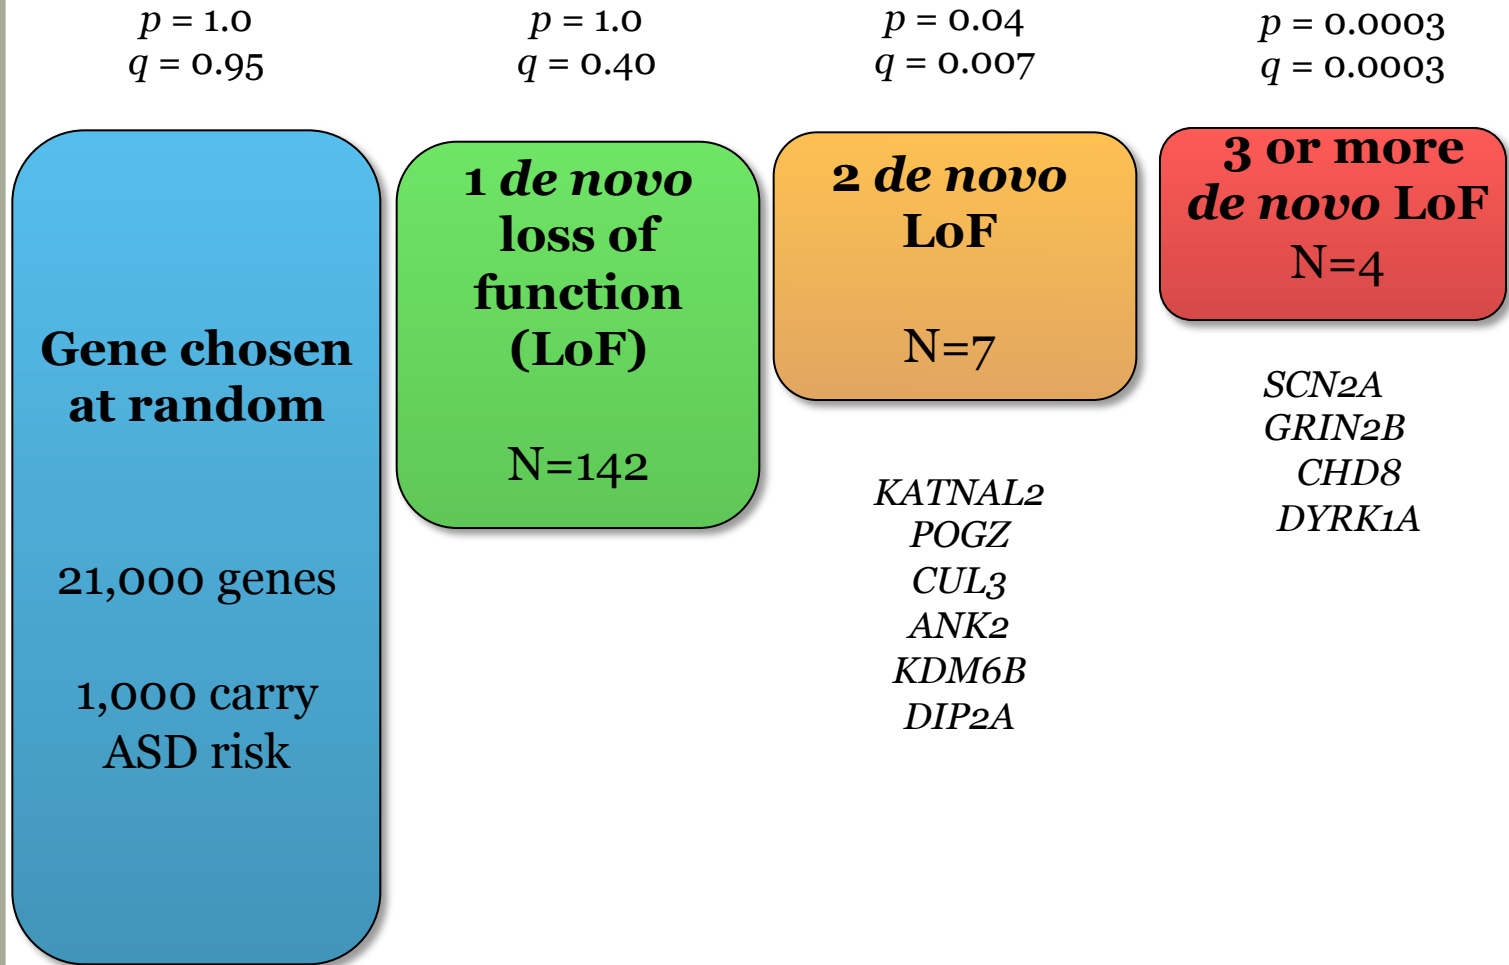 p = 1.0
q = 0.95
Gene chosen
at random
21,000 genes
1,000 carry
ASD risk
p = 1.0
q = 0.40
1 de novo
loss of
function
(LoF)
N=142
p = 0.04
q = 0.007
2 de novo
LoF
N=7
KATNAL2
POGZ
CUL3
ANK2
KDM6B
DIP2A
p = 0.0003
q = 0.0003
3 or more
de novo LoF
N=4
SCN2A
GRIN2B
CHD8
DYRK1A